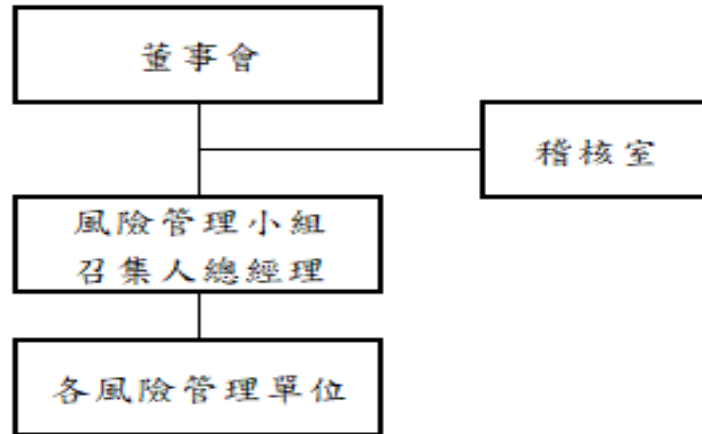 董事會
稽核室
風險管理小組
召集人總經理
各風險管理單位